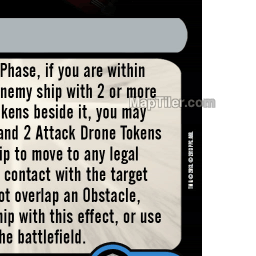 Phase, if you are within
nemy ship with 2 or more
kens beside it, you may
and 2 Attack Drone Tokens
ip to move to any legal
contact with the target
ot overlap an Obstacle,
hip with this effect, or use
he battlefield.
MapTiler.com